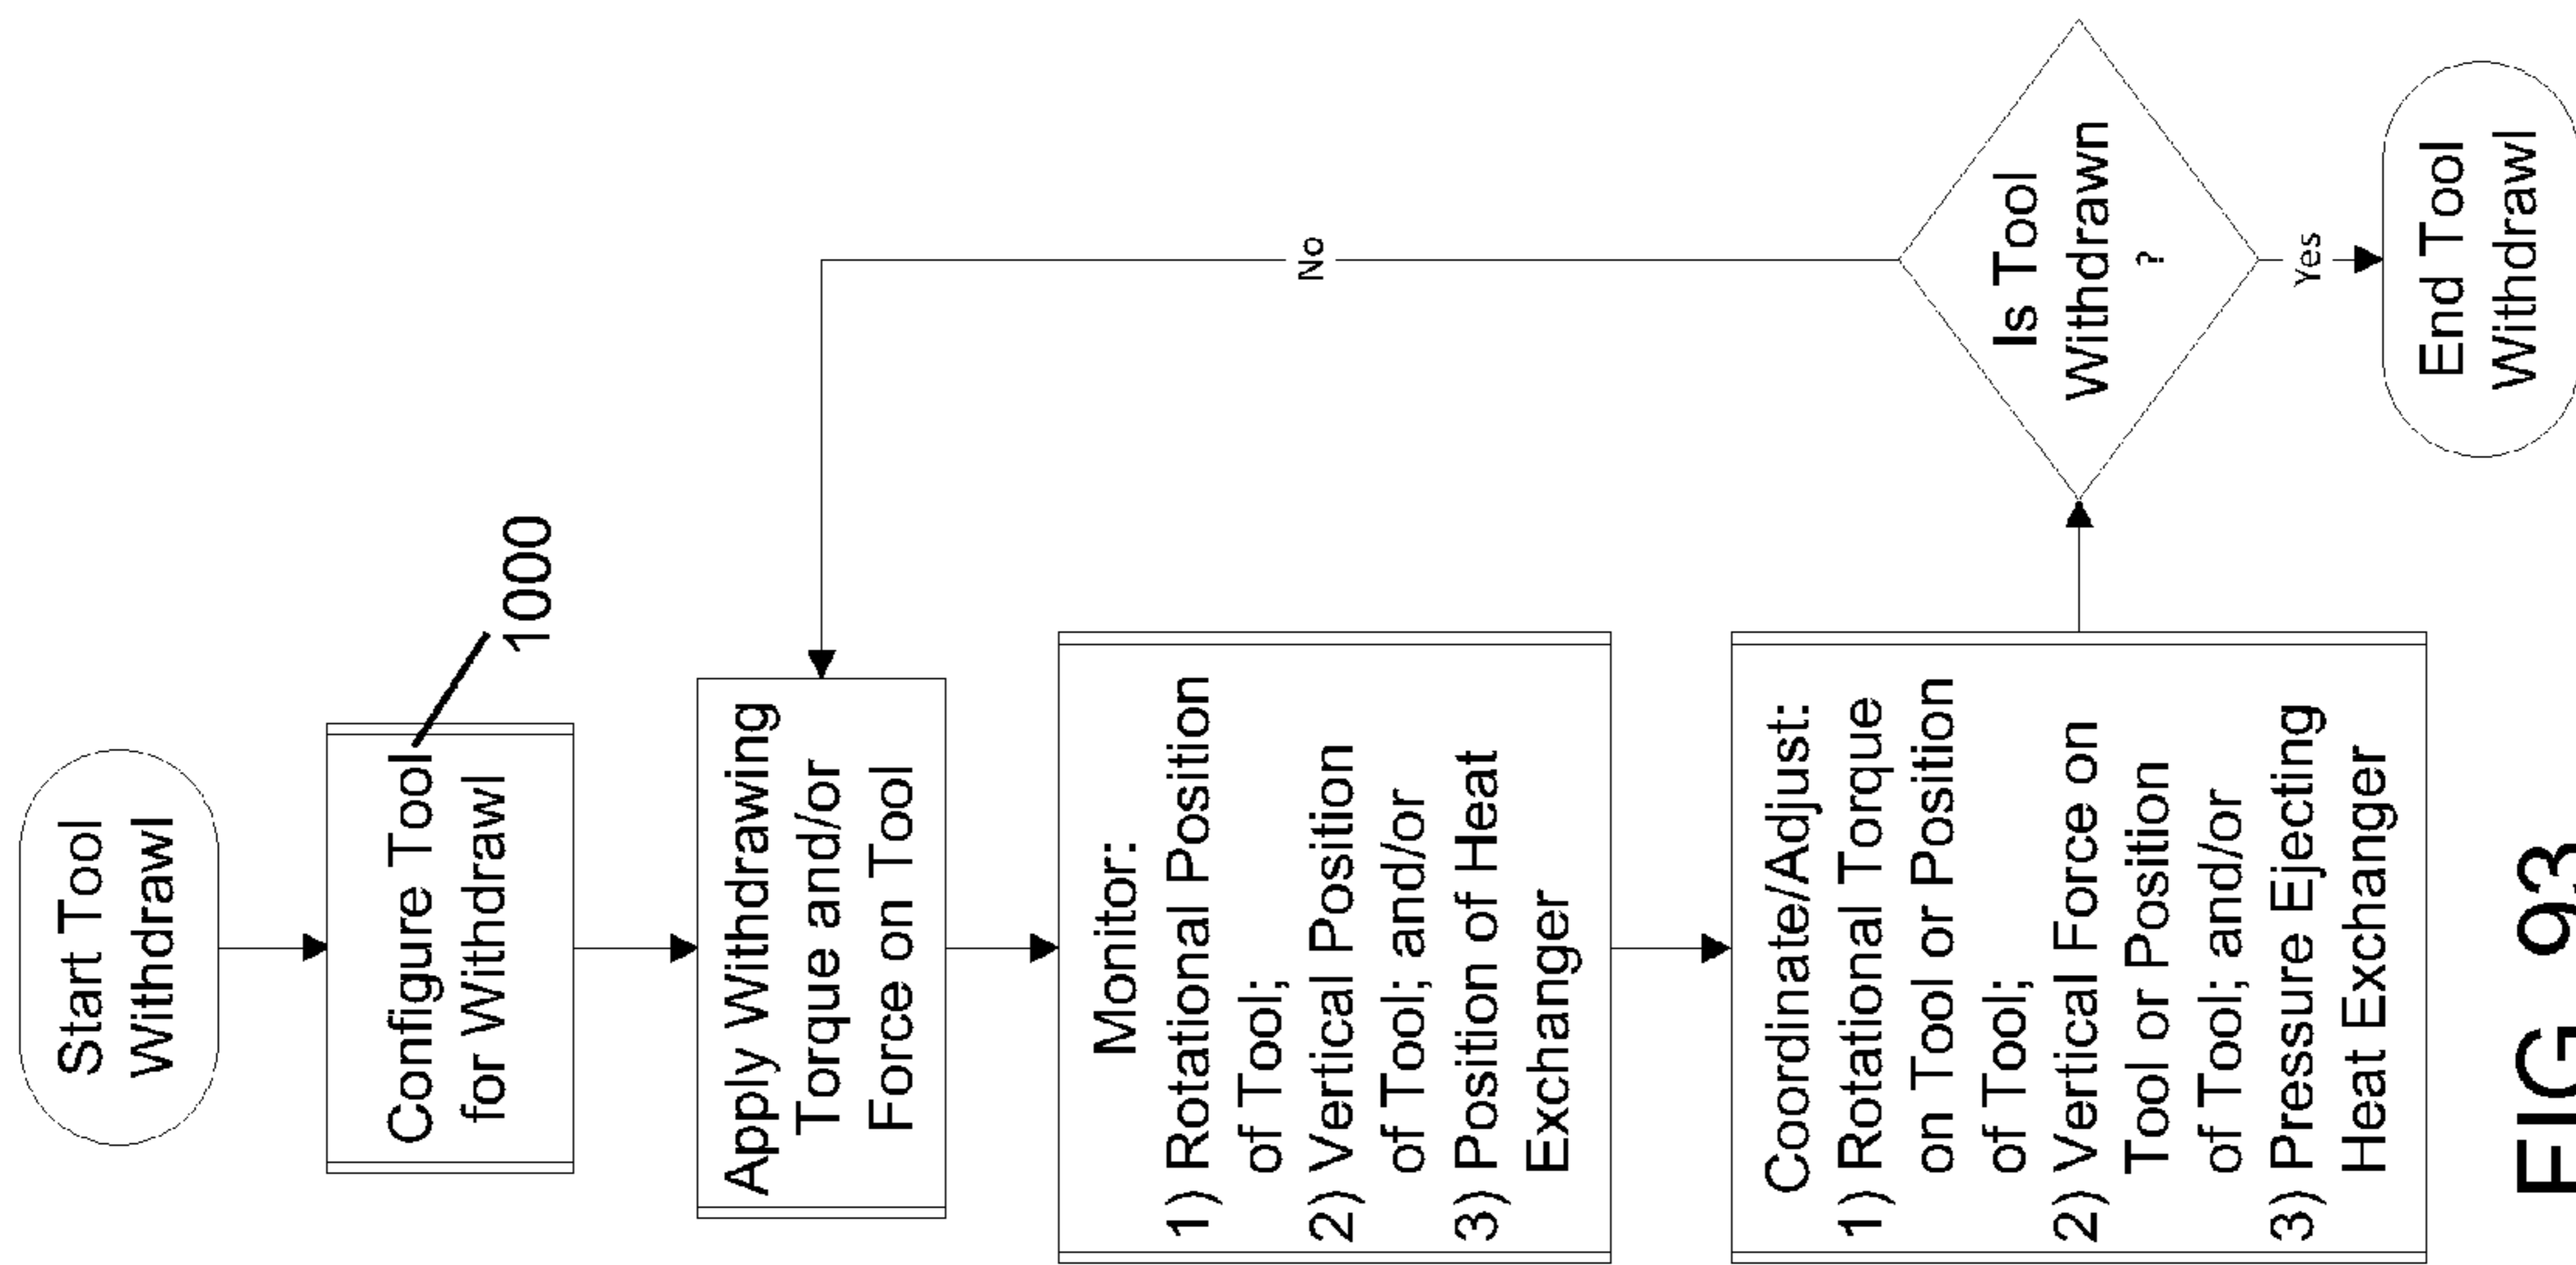 Start Tool
Withdrawl
Configure Tool
for Withdrawl
1000
Apply Withdrawing
Torque and/or
Force on Tool
Monitor:
1) Rotational Position
of Tool;
2) Vertical Position
of Tool; and/or
3) Position of Heat
Exchanger
Coordinate/Adjust:
1) Rotational Torque
on Tool or Position
of Tool;
2) Vertical Force on
Tool or Position
of Tool; and/or
3) Pressure Ejecting
Heat Exchanger
No
Is Tool
Withdrawn
?
Yes
End Tool
Withdrawl
FIG 93